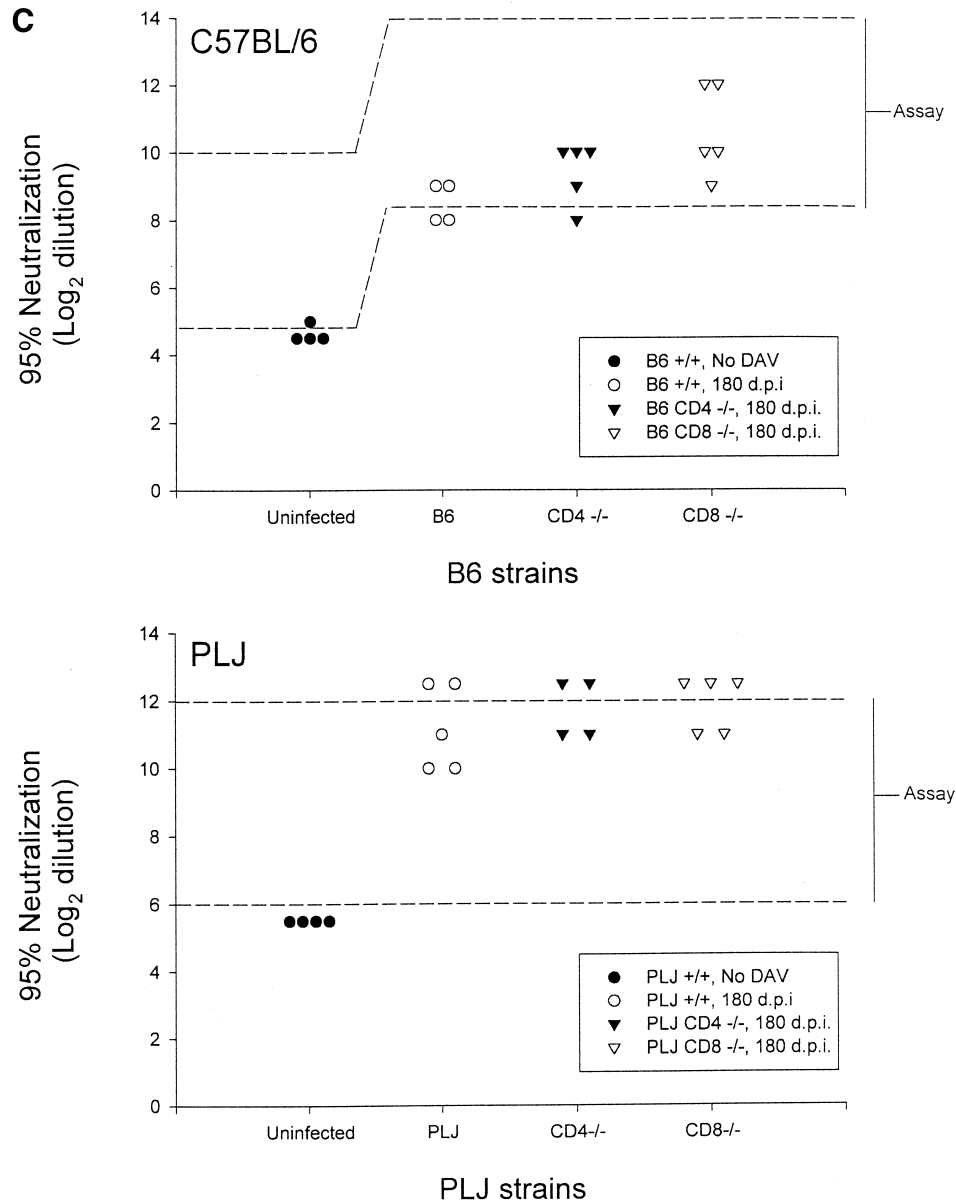 C
C57BL/6
14
12
10
8
6
4
2
0
95% Neutralization
(Log2 dilution)
Assay
B6 +/+, No DAV
B6 +/+, 180 d.p.i
B6 CD4 -/-, 180 d.p.i.
B6 CD8 -/-, 180 d.p.i.
Uninfected B6 CD4 -/- CD8 -/-
B6 strains
PLJ
14
12
10
8
6
4
2
0
95% Neutralization
(Log2 dilution)
Assay
PLJ +/+, No DAV
PLJ +/+, 180 d.p.i
PLJ CD4 -/-, 180 d.p.i.
PLJ CD8 -/-, 180 d.p.i.
Uninfected PLJ CD4-/- CD8-/-
PLJ strains